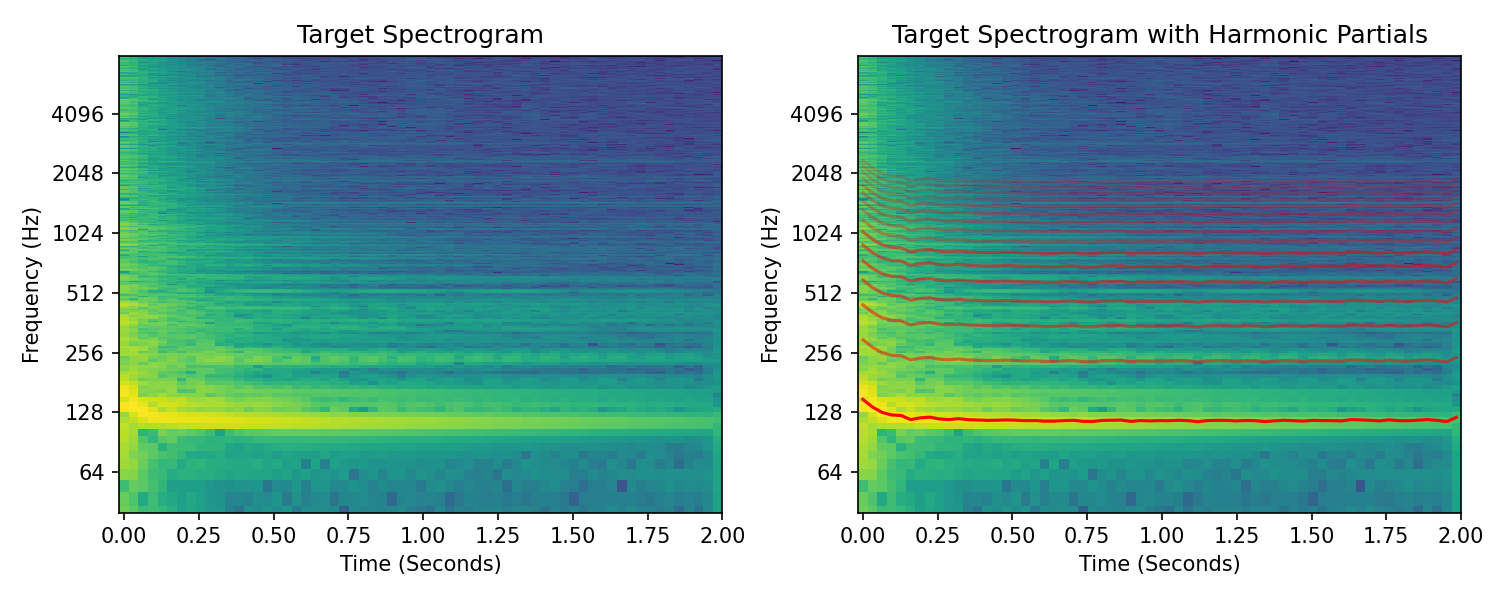 Target Spectrogram
Frequency (Hz)
4096
2048
1024
512
256
128
64
0.00 0.25 0.50 0.75 1.00 1.25 1.50 1.75 2.00
Time (Seconds)
Target Spectrogram with Harmonic Partials
Frequency (Hz)
4096
2048
1024
512
256
128
64
0.00 0.25 0.50 0.75 1.00 1.25 1.50 1.75 2.00
Time (Seconds)